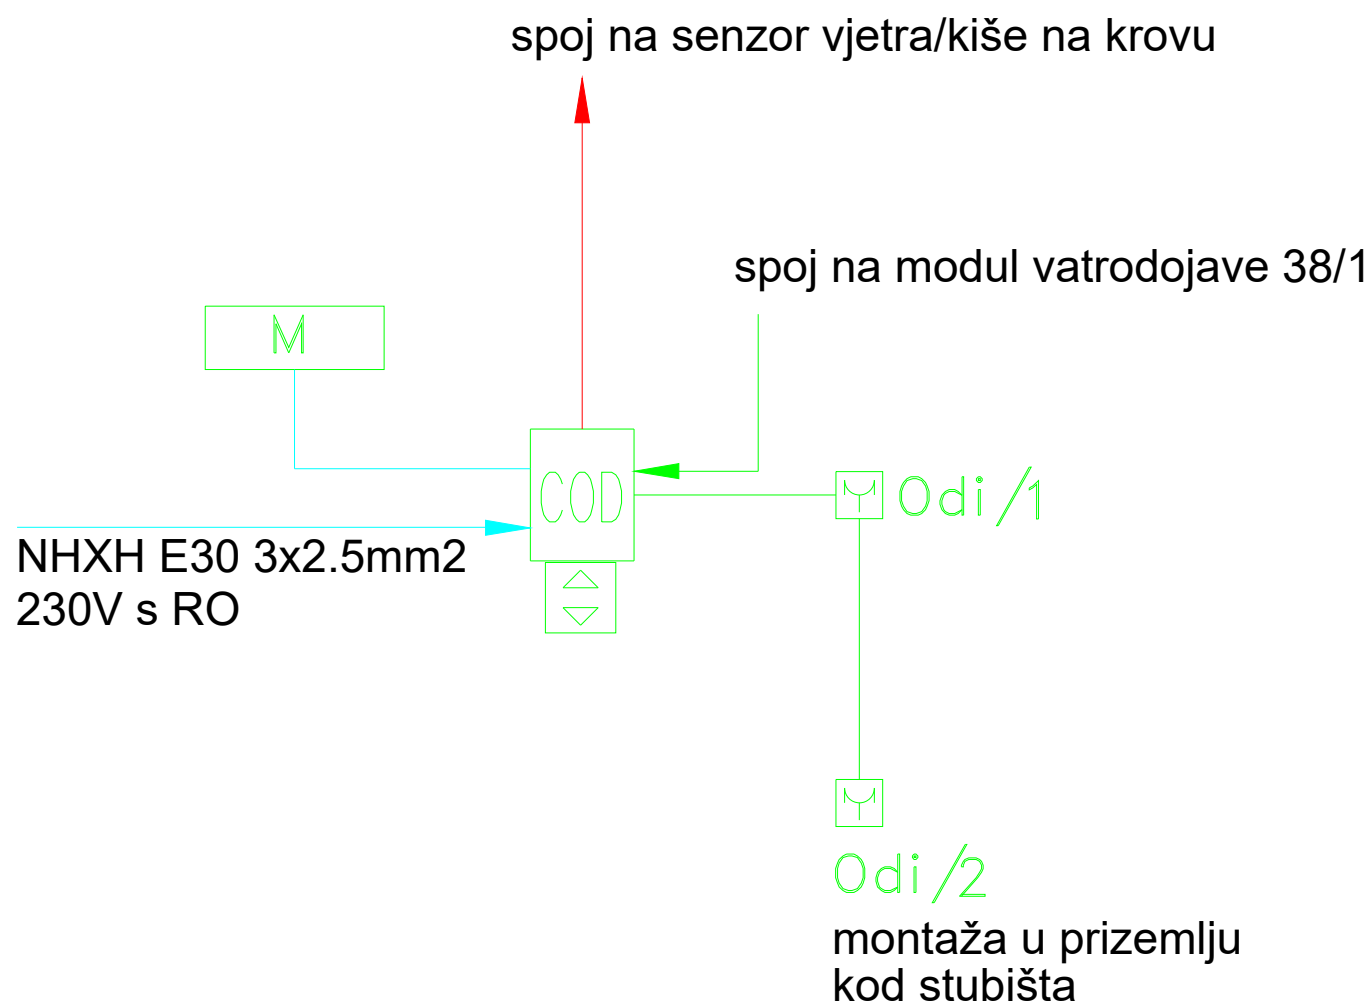 spoj na senzor vjetra/kiše na krovu
spoj na modul vatrodojave 38/1
M
COD
Odi/1
NHXH E30 3x2.5mm2
230V s RO
Odi/2
montaža u prizemlju
kod stubišta